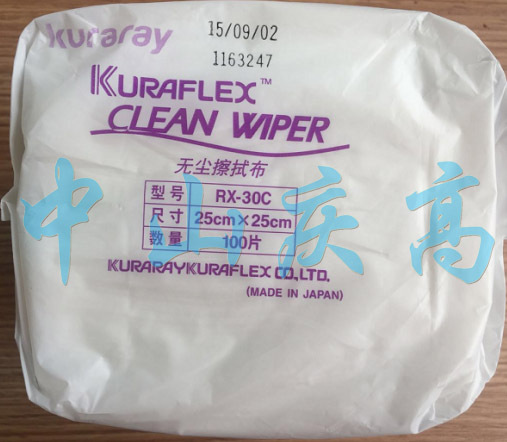 kuraray
15/09/02
1163247
KURAFLEX™
CLEAN WIPER
无尘擦拭布
型号 RX-30C
尺寸 25cm×25cm
数量 100片
中山庆高
KURARAYKURAFLEX CO.,LTD.
(MADE IN JAPAN)